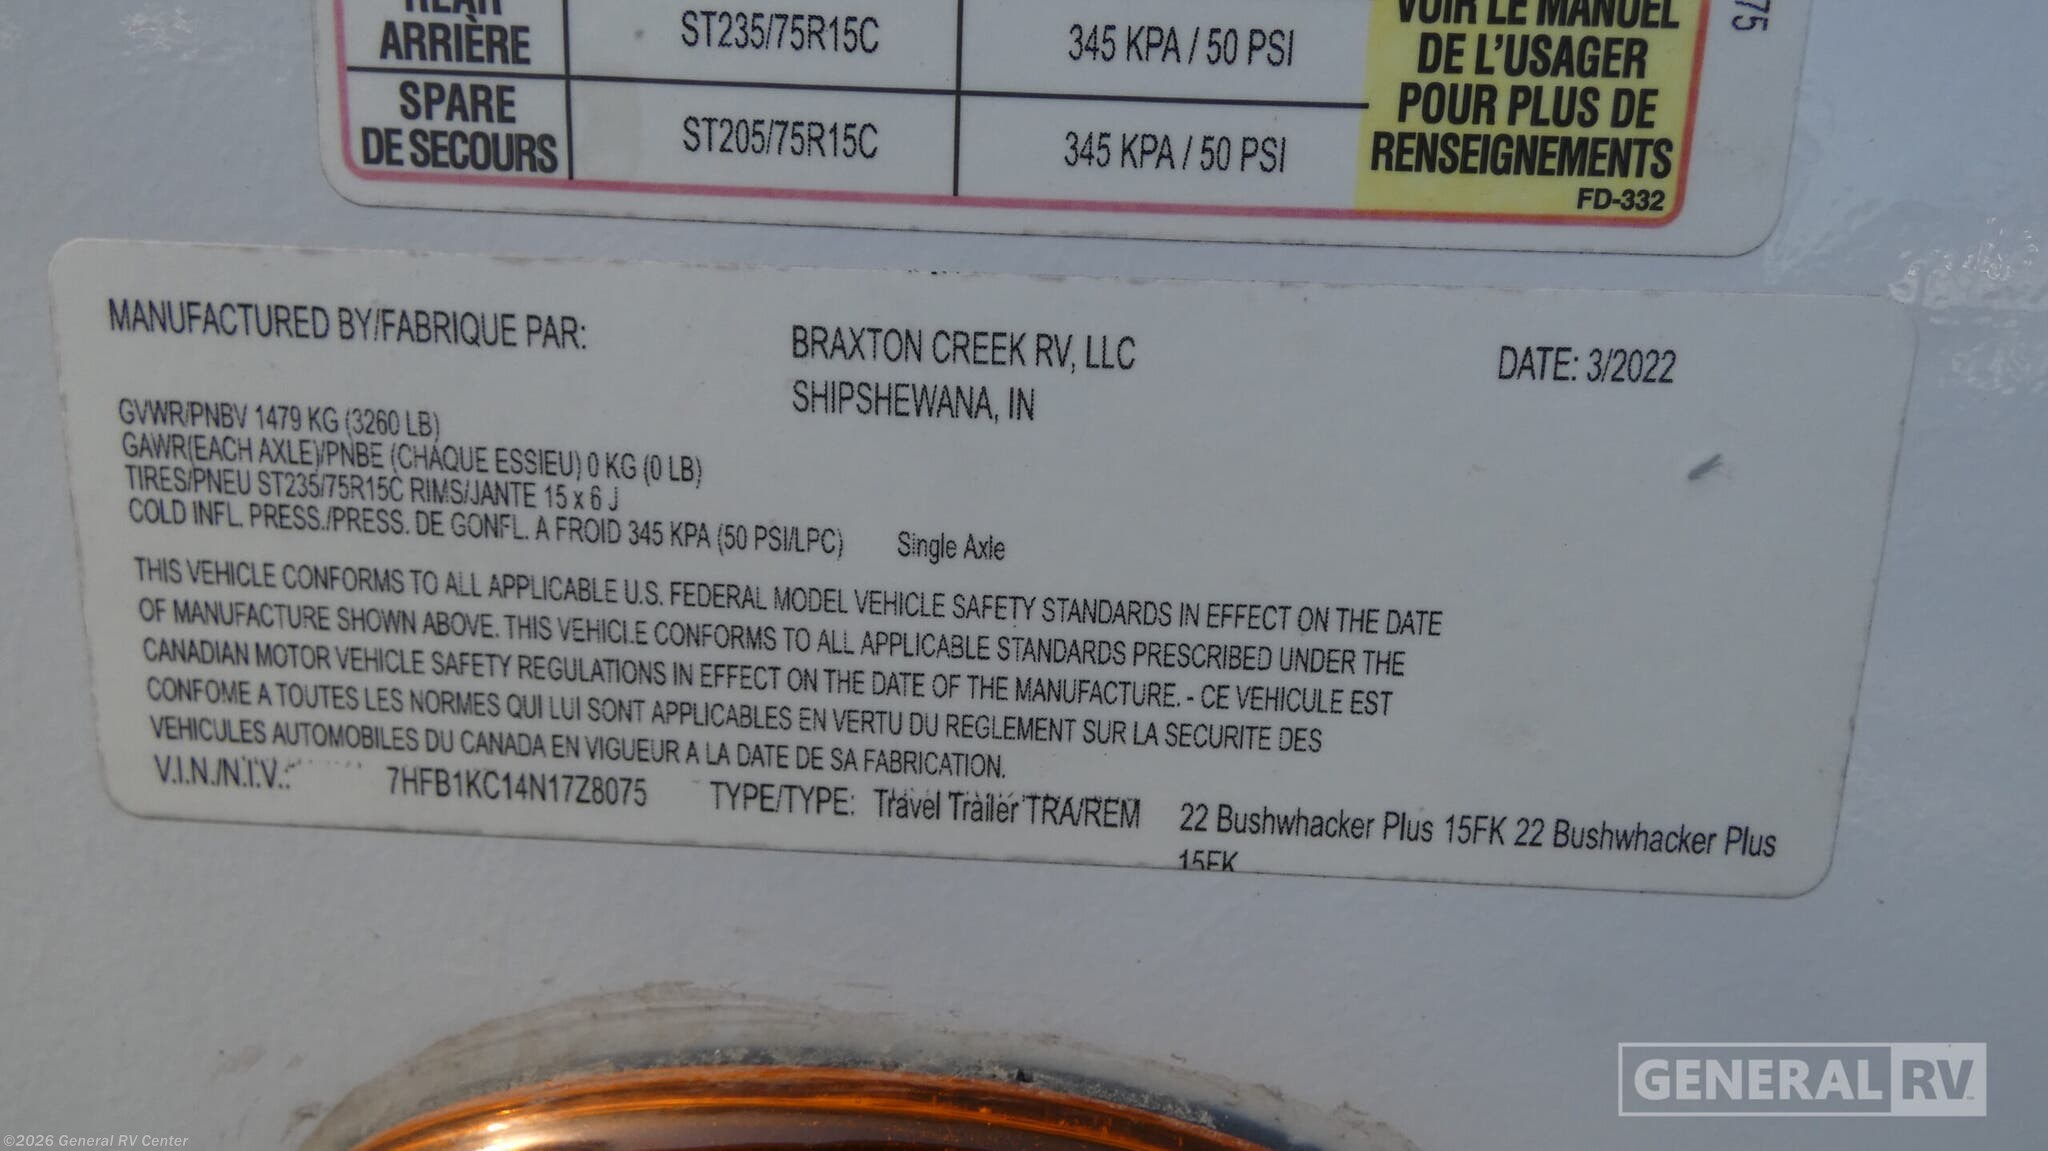 REAR
ARRIÈRE
ST235/75R15C
345 KPA / 50 PSI
SPARE
DE SECOURS
ST205/75R15C
345 KPA / 50 PSI
VOIR LE MANUEL
DE L'USAGER
POUR PLUS DE
RENSEIGNEMENTS
FD-332
75
MANUFACTURED BY/FABRIQUE PAR:
BRAXTON CREEK RV, LLC
SHIPSHEWANA, IN
DATE: 3/2022
GVWR/PNBV 1479 KG (3260 LB)
GAWR(EACH AXLE)/PNBE (CHAQUE ESSIEU) 0 KG (0 LB)
TIRES/PNEU ST235/75R15C RIMS/JANTE 15 x 6 J
COLD INFL. PRESS./PRESS. DE GONFL. A FROID 345 KPA (50 PSI/LPC) Single Axle
THIS VEHICLE CONFORMS TO ALL APPLICABLE U.S. FEDERAL MODEL VEHICLE SAFETY STANDARDS IN EFFECT ON THE DATE
OF MANUFACTURE SHOWN ABOVE. THIS VEHICLE CONFORMS TO ALL APPLICABLE STANDARDS PRESCRIBED UNDER THE
CANADIAN MOTOR VEHICLE SAFETY REGULATIONS IN EFFECT ON THE DATE OF THE MANUFACTURE. - CE VEHICULE EST
CONFOME A TOUTES LES NORMES QUI LUI SONT APPLICABLES EN VERTU DU REGLEMENT SUR LA SECURITE DES
VEHICULES AUTOMOBILES DU CANADA EN VIGUEUR A LA DATE DE SA FABRICATION.
V.I.N./N.I.V.: 7HFB1KC14N17Z8075 TYPE/TYPE: Travel Trailer TRA/REM 22 Bushwhacker Plus 15FK 22 Bushwhacker Plus
15FK
GENERAL RV
©2026 General RV Center